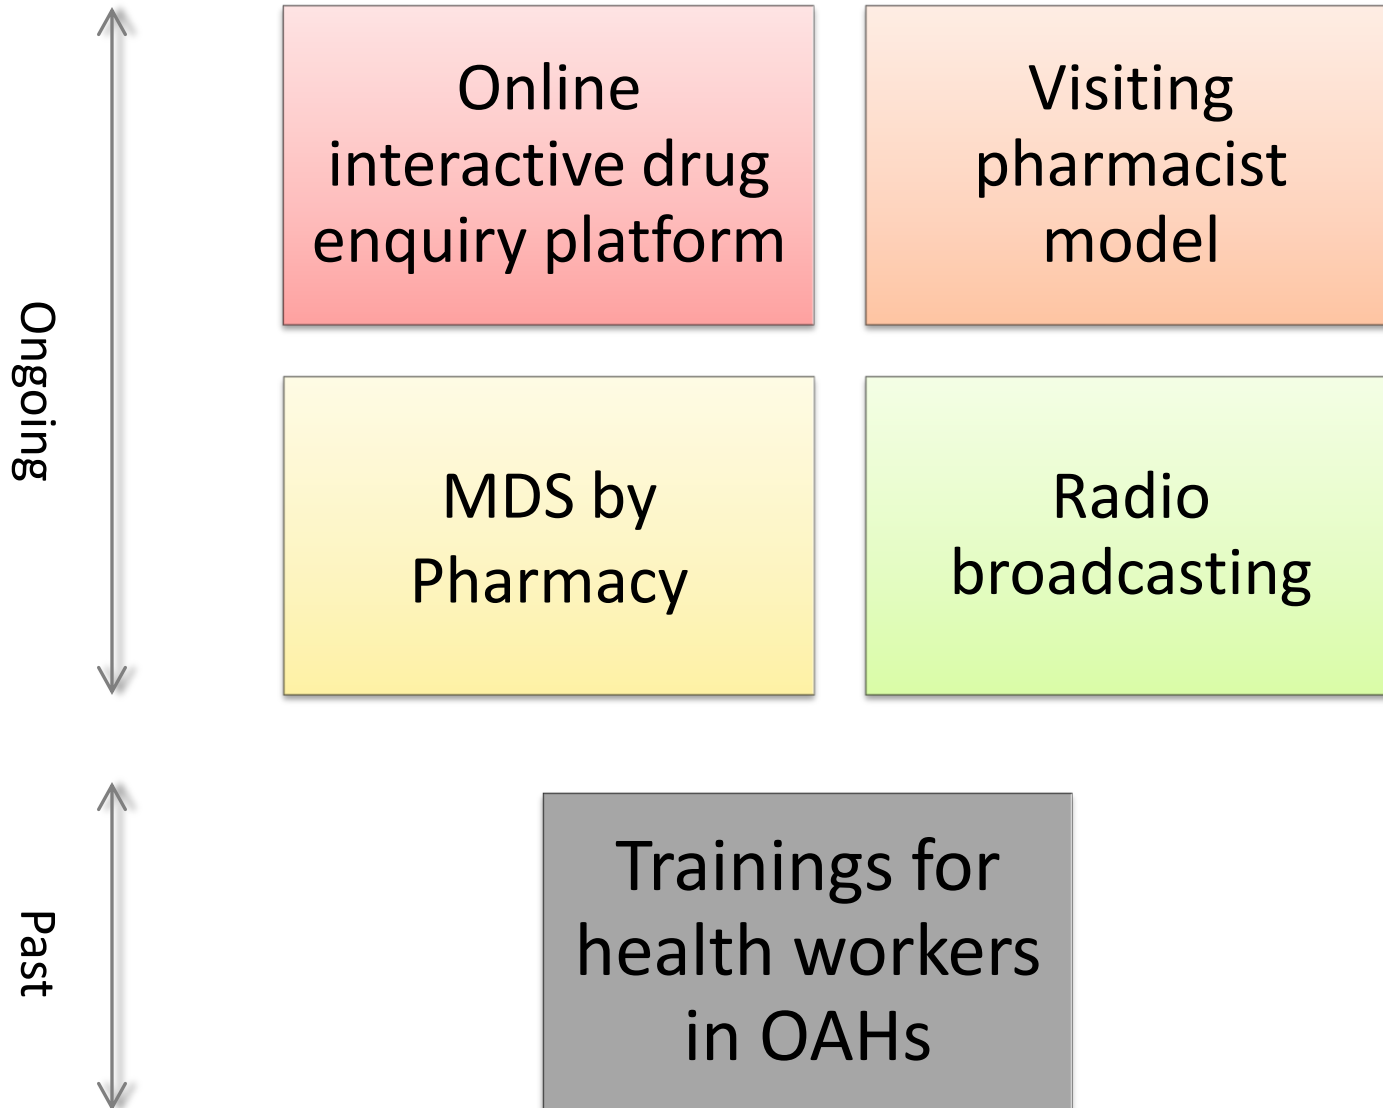 Ongoing
Online
interactive drug
enquiry platform
Visiting
pharmacist
model
MDS by
Pharmacy
Radio
broadcasting
Past
Trainings for
health workers
in OAHs